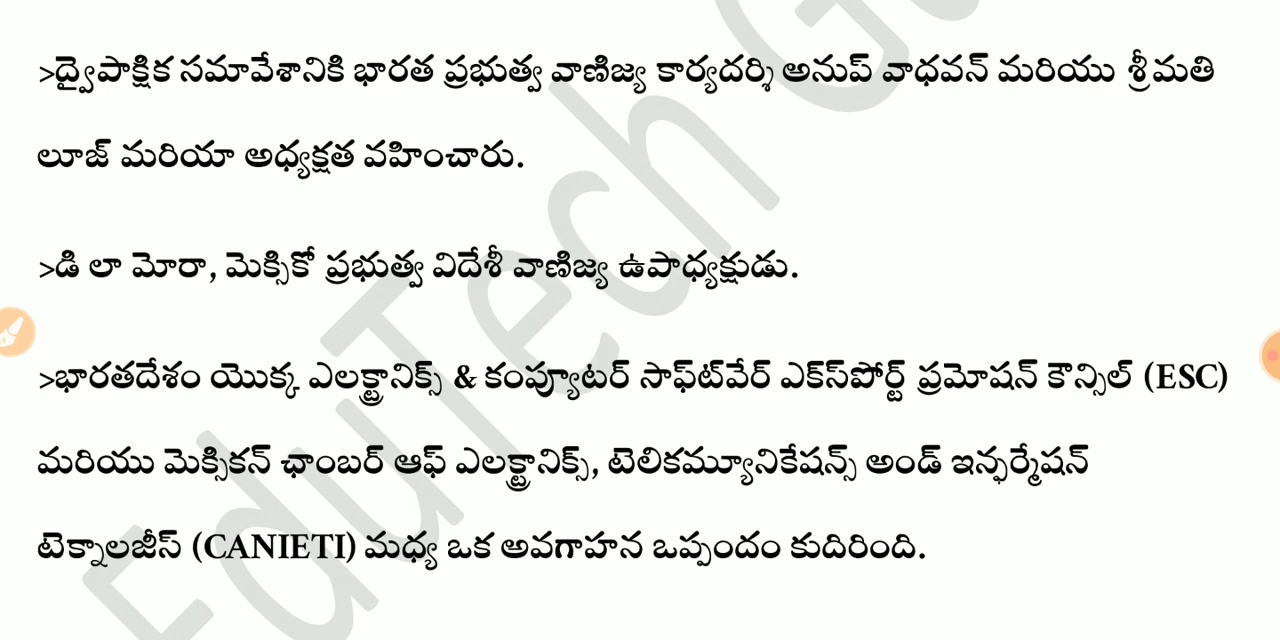 >ద్వైపాక్షిక సమావేశానికి భారత ప్రభుత్వ వాణిజ్య కార్యదర్శి అనుప్ వాధవన్ మరియు శ్రీమతి
లూజ్ మరియా అధ్యక్షత వహించారు.
>డి లా మోరా, మెక్సికో ప్రభుత్వ విదేశీ వాణిజ్య ఉపాధ్యక్షుడు.
>భారతదేశం యొక్క ఎలక్ట్రానిక్స్ & కంప్యూటర్ సాఫ్ట్‌వేర్ ఎక్స్‌పోర్ట్ ప్రమోషన్ కౌన్సిల్ (ESC)
మరియు మెక్సికన్ ఛాంబర్ ఆఫ్ ఎలక్ట్రానిక్స్, టెలికమ్యూనికేషన్స్ అండ్ ఇన్ఫర్మేషన్
టెక్నాలజీస్ (CANIETI) మధ్య ఒక అవగాహన ఒప్పందం కుదిరింది.
EduTech